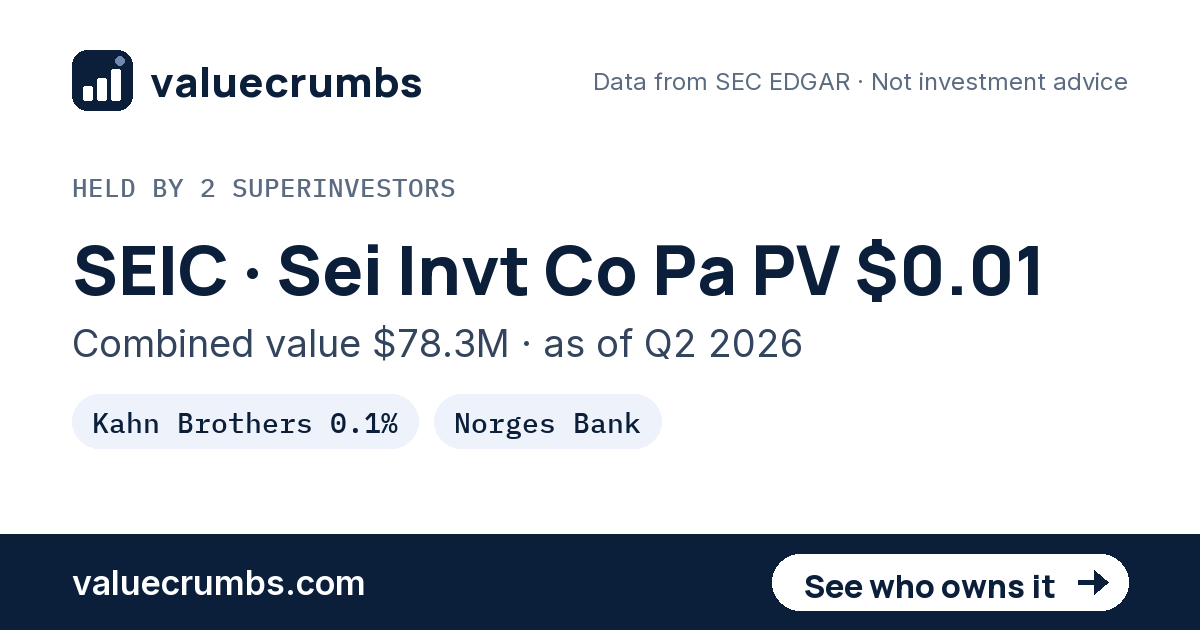 valuecrumbs
Data from SEC EDGAR · Not investment advice
HELD BY 2 SUPERINVESTORS
SEIC · Sei Invt Co Pa PV $0.01
Combined value $78.3M · as of Q2 2026
Kahn Brothers 0.1%
Norges Bank
valuecrumbs.com
See who owns it →